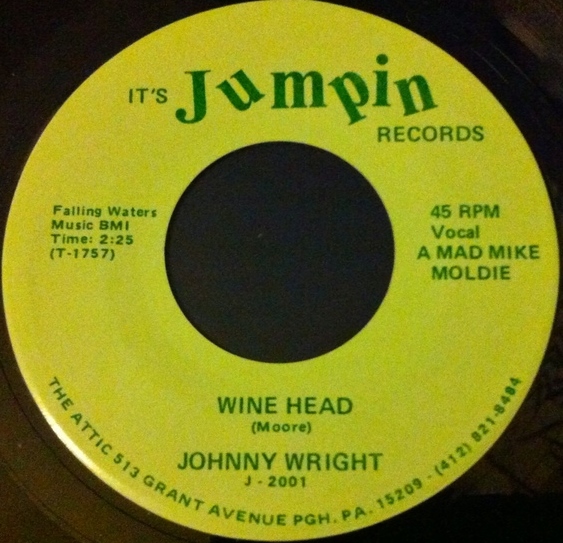 IT'S Jumpin
RECORDS
Falling Waters
Music BMI
Time: 2:25
(T-1757)
45 RPM
Vocal
A MAD MIKE
MOLDIE
WINE HEAD
(Moore)
JOHNNY WRIGHT
J - 2001
THE ATTIC 513 GRANT AVENUE PGH. PA. 15209 - (412) 821-8484